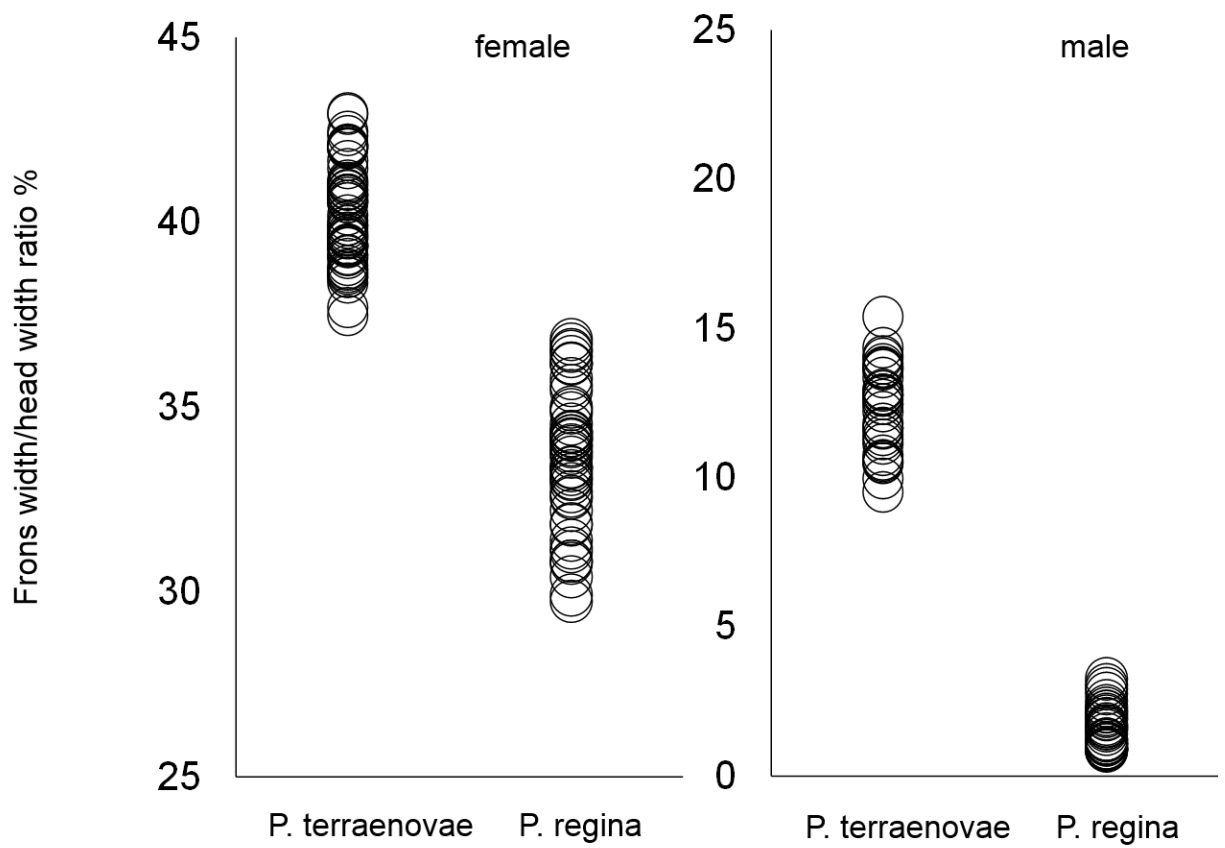 Frons width/head width ratio %
female
45
40
35
30
25
P. terraenovae P. regina
male
25
20
15
10
5
0
P. terraenovae P. regina